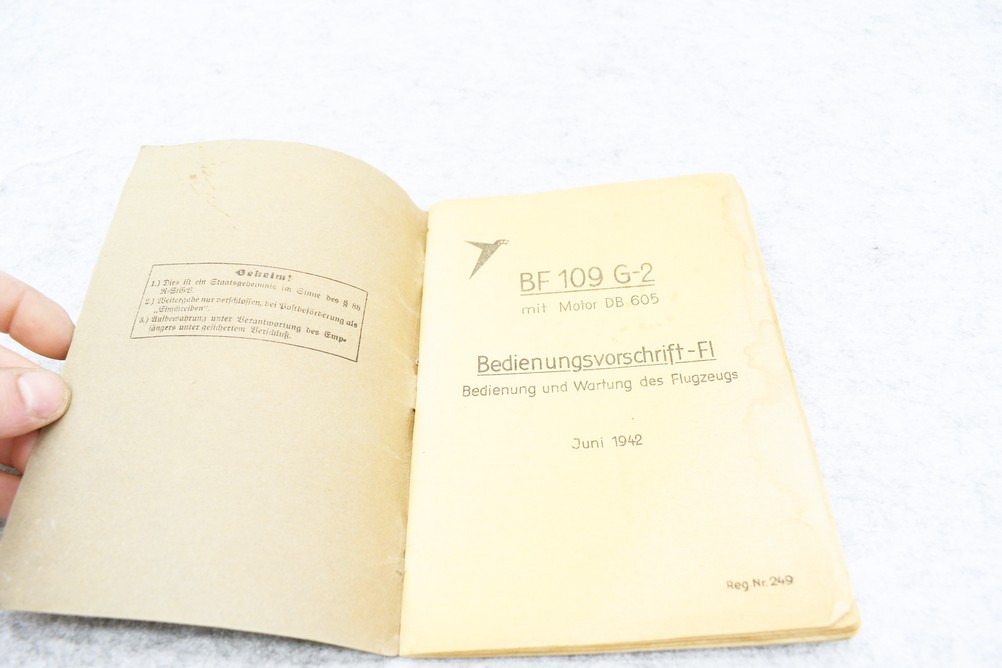 Geheim!
1.) Dies ist ein Staatsgeheimnis im Sinne des § 88
R-StGB.
2.) Weitergabe nur verschlossen, bei Postbeförderung als
„Einschreiben“.
3.) Aufbewahrung unter Verantwortung des Emp-
fängers unter gesichertem Verschluß.
BF 109 G-2
mit Motor DB 605
Bedienungsvorschrift-Fl
Bedienung und Wartung des Flugzeugs
Juni 1942
Reg. Nr. 249